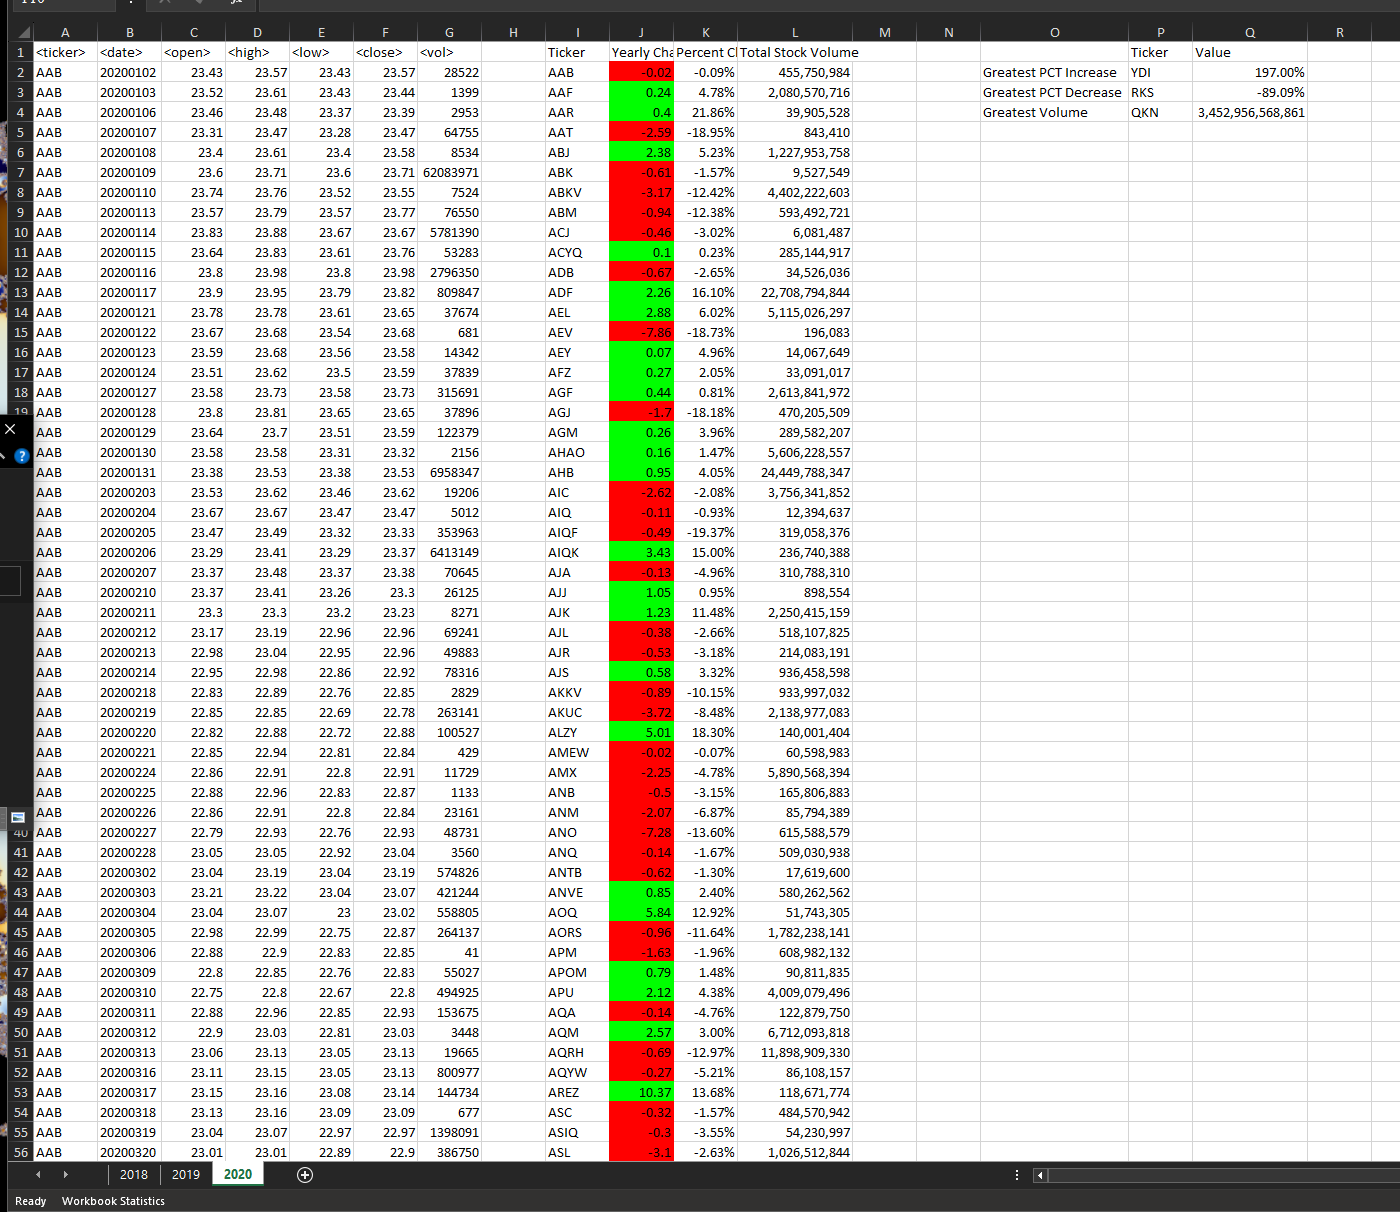 A B C D E F G H I J K L M N O P Q R
1 <ticker> <date> <open> <high> <low> <close> <vol> Ticker Yearly Cha Percent Cl Total Stock Volume Ticker Value
2 AAB 20200102 23.43 23.57 23.43 23.57 28522 AAB -0.02 -0.09% 455,750,984 Greatest PCT Increase YDI 197.00%
3 AAB 20200103 23.52 23.61 23.43 23.44 1399 AAF 0.24 4.78% 2,080,570,716 Greatest PCT Decrease RKS -89.09%
4 AAB 20200106 23.46 23.48 23.37 23.39 2953 AAR 0.4 21.86% 39,905,528 Greatest Volume QKN 3,452,956,568,861
5 AAB 20200107 23.31 23.47 23.28 23.47 64755 AAT -2.59 -18.95% 843,410
6 AAB 20200108 23.4 23.61 23.4 23.58 8534 ABJ 2.38 5.23% 1,227,953,758
7 AAB 20200109 23.6 23.71 23.6 23.71 62083971 ABK -0.61 -1.57% 9,527,549
8 AAB 20200110 23.74 23.76 23.52 23.55 7524 ABKV -3.17 -12.42% 4,402,222,603
9 AAB 20200113 23.57 23.79 23.57 23.77 76550 ABM -0.94 -12.38% 593,492,721
10 AAB 20200114 23.83 23.88 23.67 23.67 5781390 ACJ -0.46 -3.02% 6,081,487
11 AAB 20200115 23.64 23.83 23.61 23.76 53283 ACYQ 0.1 0.23% 285,144,917
12 AAB 20200116 23.8 23.98 23.8 23.98 2796350 ADB -0.67 -2.65% 34,526,036
13 AAB 20200117 23.9 23.95 23.79 23.82 809847 ADF 2.26 16.10% 22,708,794,844
14 AAB 20200121 23.78 23.78 23.61 23.65 37674 AEL 2.88 6.02% 5,115,026,297
15 AAB 20200122 23.67 23.68 23.54 23.68 681 AEV -7.86 -18.73% 196,083
16 AAB 20200123 23.59 23.68 23.56 23.58 14342 AEY 0.07 4.96% 14,067,649
17 AAB 20200124 23.51 23.62 23.5 23.59 37839 AFZ 0.27 2.05% 33,091,017
18 AAB 20200127 23.58 23.73 23.58 23.73 315691 AGF 0.44 0.81% 2,613,841,972
19 AAB 20200128 23.8 23.81 23.65 23.65 37896 AGJ -1.7 -18.18% 470,205,509
AAB 20200129 23.64 23.7 23.51 23.59 122379 AGM 0.26 3.96% 289,582,207
AAB 20200130 23.58 23.58 23.31 23.32 2156 AHAO 0.16 1.47% 5,606,228,557
AAB 20200131 23.38 23.53 23.38 23.53 6958347 AHB 0.95 4.05% 24,449,788,347
AAB 20200203 23.53 23.62 23.46 23.62 19206 AIC -2.62 -2.08% 3,756,341,852
AAB 20200204 23.67 23.67 23.47 23.47 5012 AIQ -0.11 -0.93% 12,394,637
AAB 20200205 23.47 23.49 23.32 23.33 353963 AIQF -0.49 -19.37% 319,058,376
AAB 20200206 23.29 23.41 23.29 23.37 6413149 AIQK 3.43 15.00% 236,740,388
AAB 20200207 23.37 23.48 23.37 23.38 70645 AJA -0.13 -4.96% 310,788,310
AAB 20200210 23.37 23.41 23.26 23.3 26125 AJJ 1.05 0.95% 898,554
AAB 20200211 23.3 23.3 23.2 23.23 8271 AJK 1.23 11.48% 2,250,415,159
AAB 20200212 23.17 23.19 22.96 22.96 69241 AJL -0.38 -2.66% 518,107,825
AAB 20200213 22.98 23.04 22.95 22.96 49883 AJR -0.53 -3.18% 214,083,191
AAB 20200214 22.95 22.98 22.86 22.92 78316 AJS 0.58 3.32% 936,458,598
AAB 20200218 22.83 22.89 22.76 22.85 2829 AKKV -0.89 -10.15% 933,997,032
AAB 20200219 22.85 22.85 22.69 22.78 263141 AKUC -3.72 -8.48% 2,138,977,083
AAB 20200220 22.82 22.88 22.72 22.88 100527 ALZY 5.01 18.30% 140,001,404
AAB 20200221 22.85 22.94 22.81 22.84 429 AMEW -0.02 -0.07% 60,598,983
AAB 20200224 22.86 22.91 22.8 22.91 11729 AMX -2.25 -4.78% 5,890,568,394
AAB 20200225 22.88 22.96 22.83 22.87 1133 ANB -0.5 -3.15% 165,806,883
AAB 20200226 22.86 22.91 22.8 22.84 23161 ANM -2.07 -6.87% 85,794,389
40 AAB 20200227 22.79 22.93 22.76 22.93 48731 ANO -7.28 -13.60% 615,588,579
41 AAB 20200228 23.05 23.05 22.92 23.04 3560 ANQ -0.14 -1.67% 509,030,938
42 AAB 20200302 23.04 23.19 23.04 23.19 574826 ANTB -0.62 -1.30% 17,619,600
43 AAB 20200303 23.21 23.22 23.04 23.07 421244 ANVE 0.85 2.40% 580,262,562
44 AAB 20200304 23.04 23.07 23 23.02 558805 AOQ 5.84 12.92% 51,743,305
45 AAB 20200305 22.98 22.99 22.75 22.87 264137 AORS -0.96 -11.64% 1,782,238,141
46 AAB 20200306 22.88 22.9 22.83 22.85 41 APM -1.63 -1.96% 608,982,132
47 AAB 20200309 22.8 22.85 22.76 22.83 55027 APOM 0.79 1.48% 90,811,835
48 AAB 20200310 22.75 22.8 22.67 22.8 494925 APU 2.12 4.38% 4,009,079,496
49 AAB 20200311 22.88 22.96 22.85 22.93 153675 AQA -0.14 -4.76% 122,879,750
50 AAB 20200312 22.9 23.03 22.81 23.03 3448 AQM 2.57 3.00% 6,712,093,818
51 AAB 20200313 23.06 23.13 23.05 23.13 19665 AQRH -0.69 -12.97% 11,898,909,330
52 AAB 20200316 23.11 23.15 23.05 23.13 800977 AQYW -0.27 -5.21% 86,108,157
53 AAB 20200317 23.15 23.16 23.08 23.14 144734 AREZ 10.37 13.68% 118,671,774
54 AAB 20200318 23.13 23.16 23.09 23.09 677 ASC -0.32 -1.57% 484,570,942
55 AAB 20200319 23.04 23.07 22.97 22.97 1398091 ASIQ -0.3 -3.55% 54,230,997
56 AAB 20200320 23.01 23.01 22.89 22.9 386750 ASL -3.1 -2.63% 1,026,512,844
2018 2019 2020
Ready Workbook Statistics